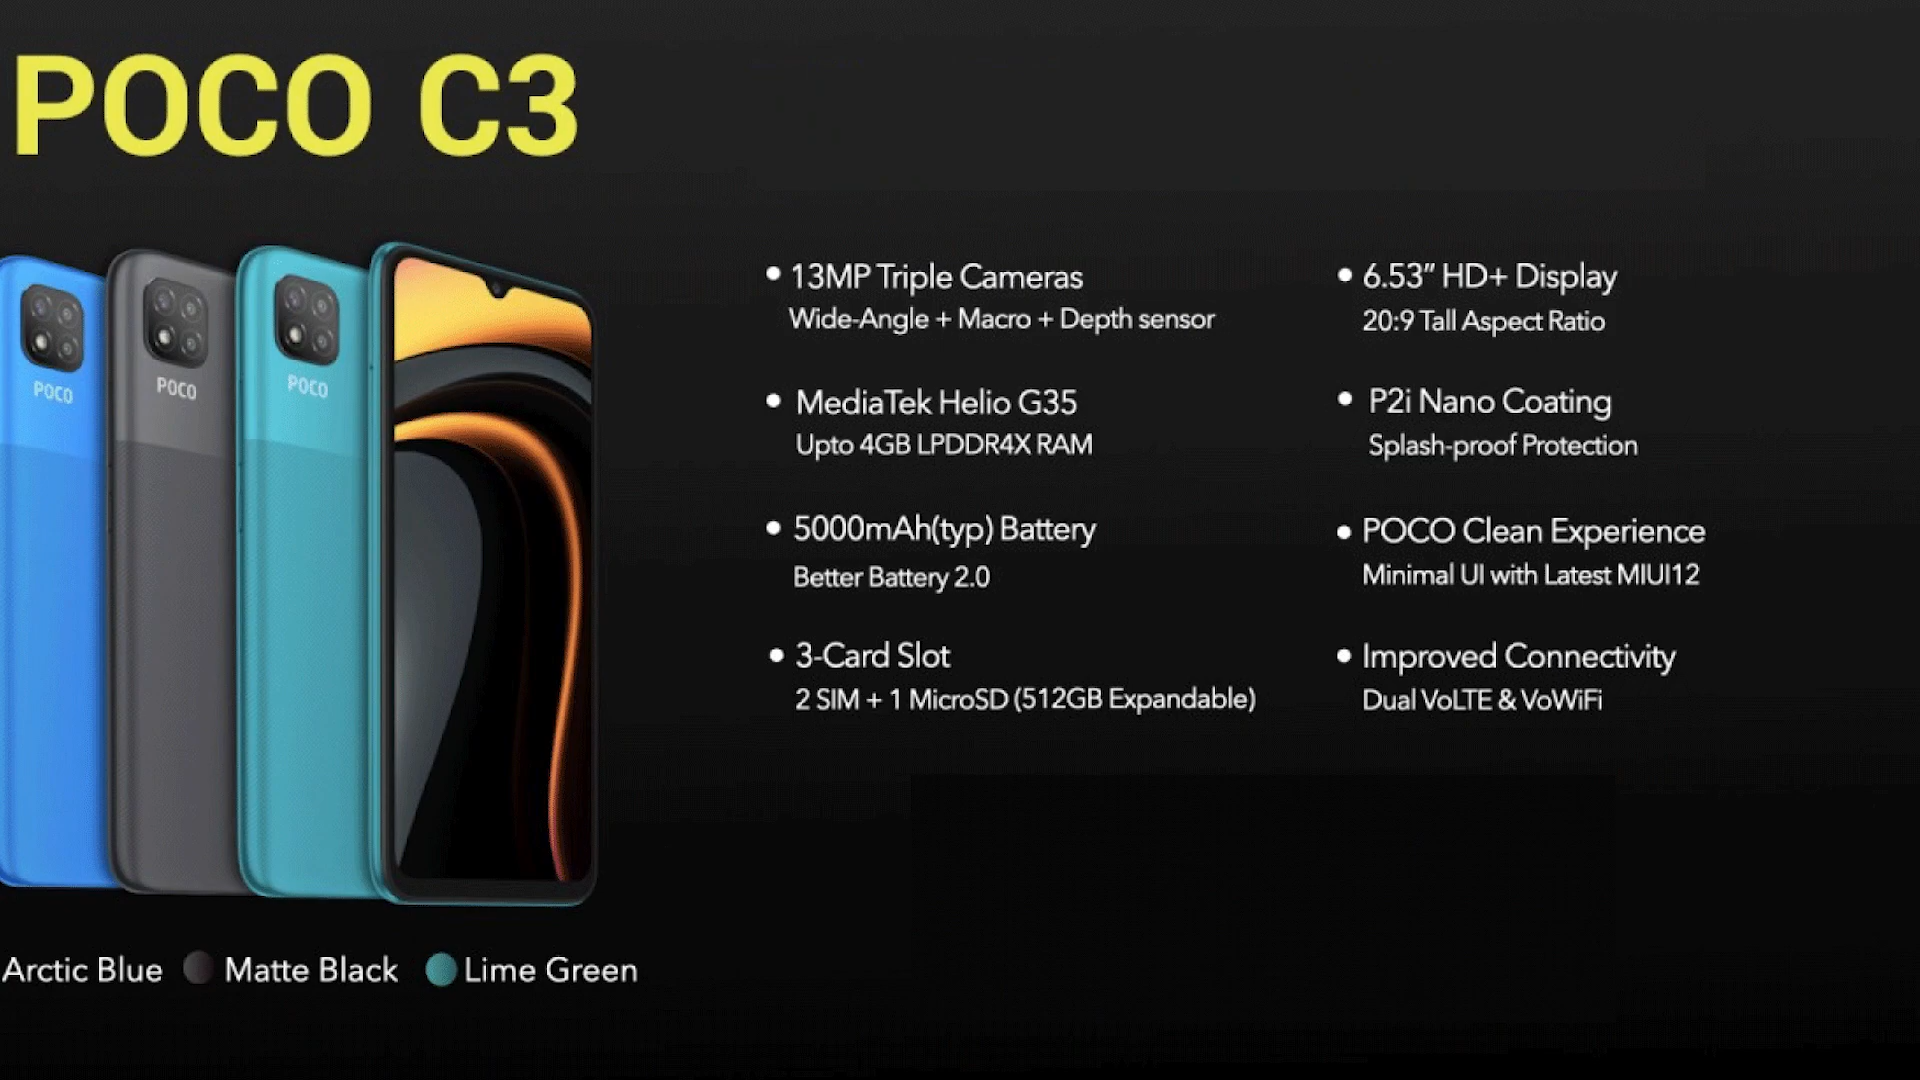 POCO C3
POCO
POCO
POCO
Arctic Blue
Matte Black
Lime Green
• 13MP Triple Cameras
Wide-Angle + Macro + Depth sensor
• MediaTek Helio G35
Upto 4GB LPDDR4X RAM
• 5000mAh(typ) Battery
Better Battery 2.0
• 3-Card Slot
2 SIM + 1 MicroSD (512GB Expandable)
• 6.53” HD+ Display
20:9 Tall Aspect Ratio
• P2i Nano Coating
Splash-proof Protection
• POCO Clean Experience
Minimal UI with Latest MIUI12
• Improved Connectivity
Dual VoLTE & VoWiFi